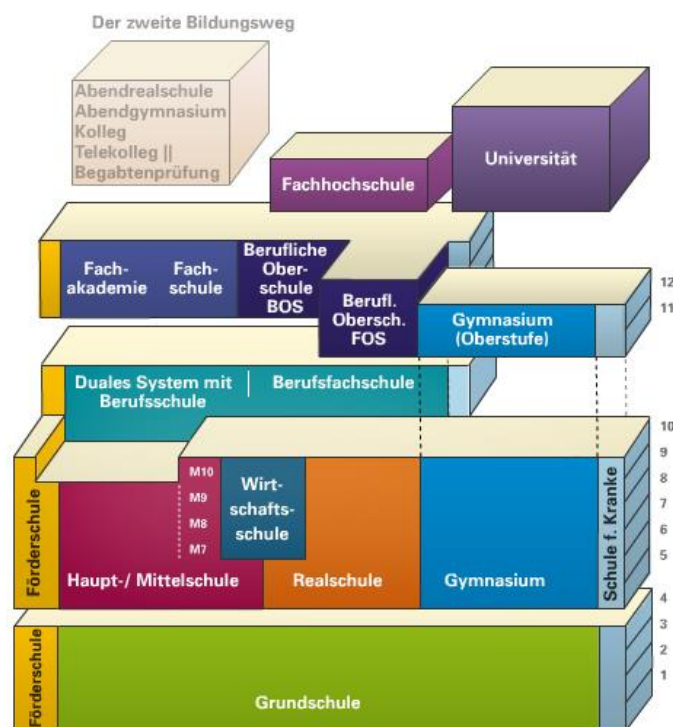 Der zweite Bildungsweg
Abendrealschule
Abendgymnasium
Kolleg
Telekolleg ||
Begabtenprüfung
Fachhochschule
Universität
Fach-
akademie
Fach-
schule
Berufliche
Ober-
schule
BOS
Berufl.
Obersch.
FOS
Gymnasium
(Oberstufe)
12
11
Duales System mit
Berufsschule
Berufsfachschule
10
9
8
7
6
5
Förderschule
M10
M9
M8
M7
Wirt-
schafts-
schule
Haupt-/ Mittelschule
Realschule
Gymnasium
Schule f. Kranke
4
3
2
1
Förderschule
Grundschule